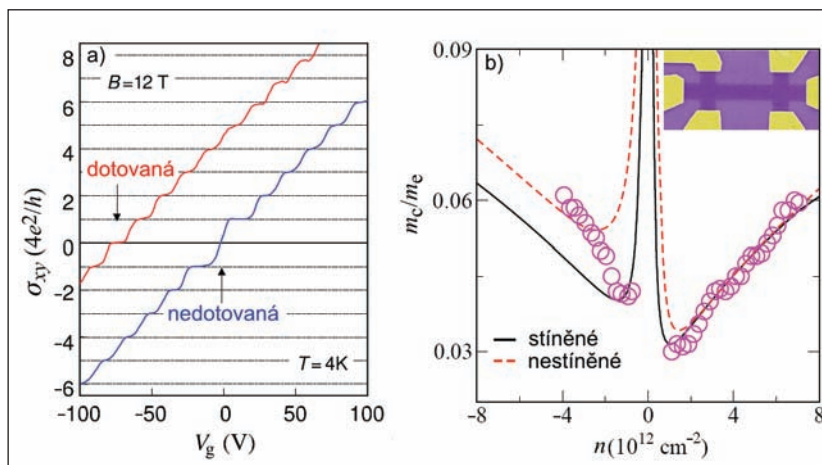 a)
B=12 T
dotovaná
nedotovaná
T=4K
8
6
4
2
0
−2
−4
−6
σxy (4e2/h)
−100
−50
0
50
100
Vg (V)
b)
0.09
0.06
0.03
mc/me
stíněné
nestíněné
−8
−4
0
4
8
n(10¹² cm⁻²)